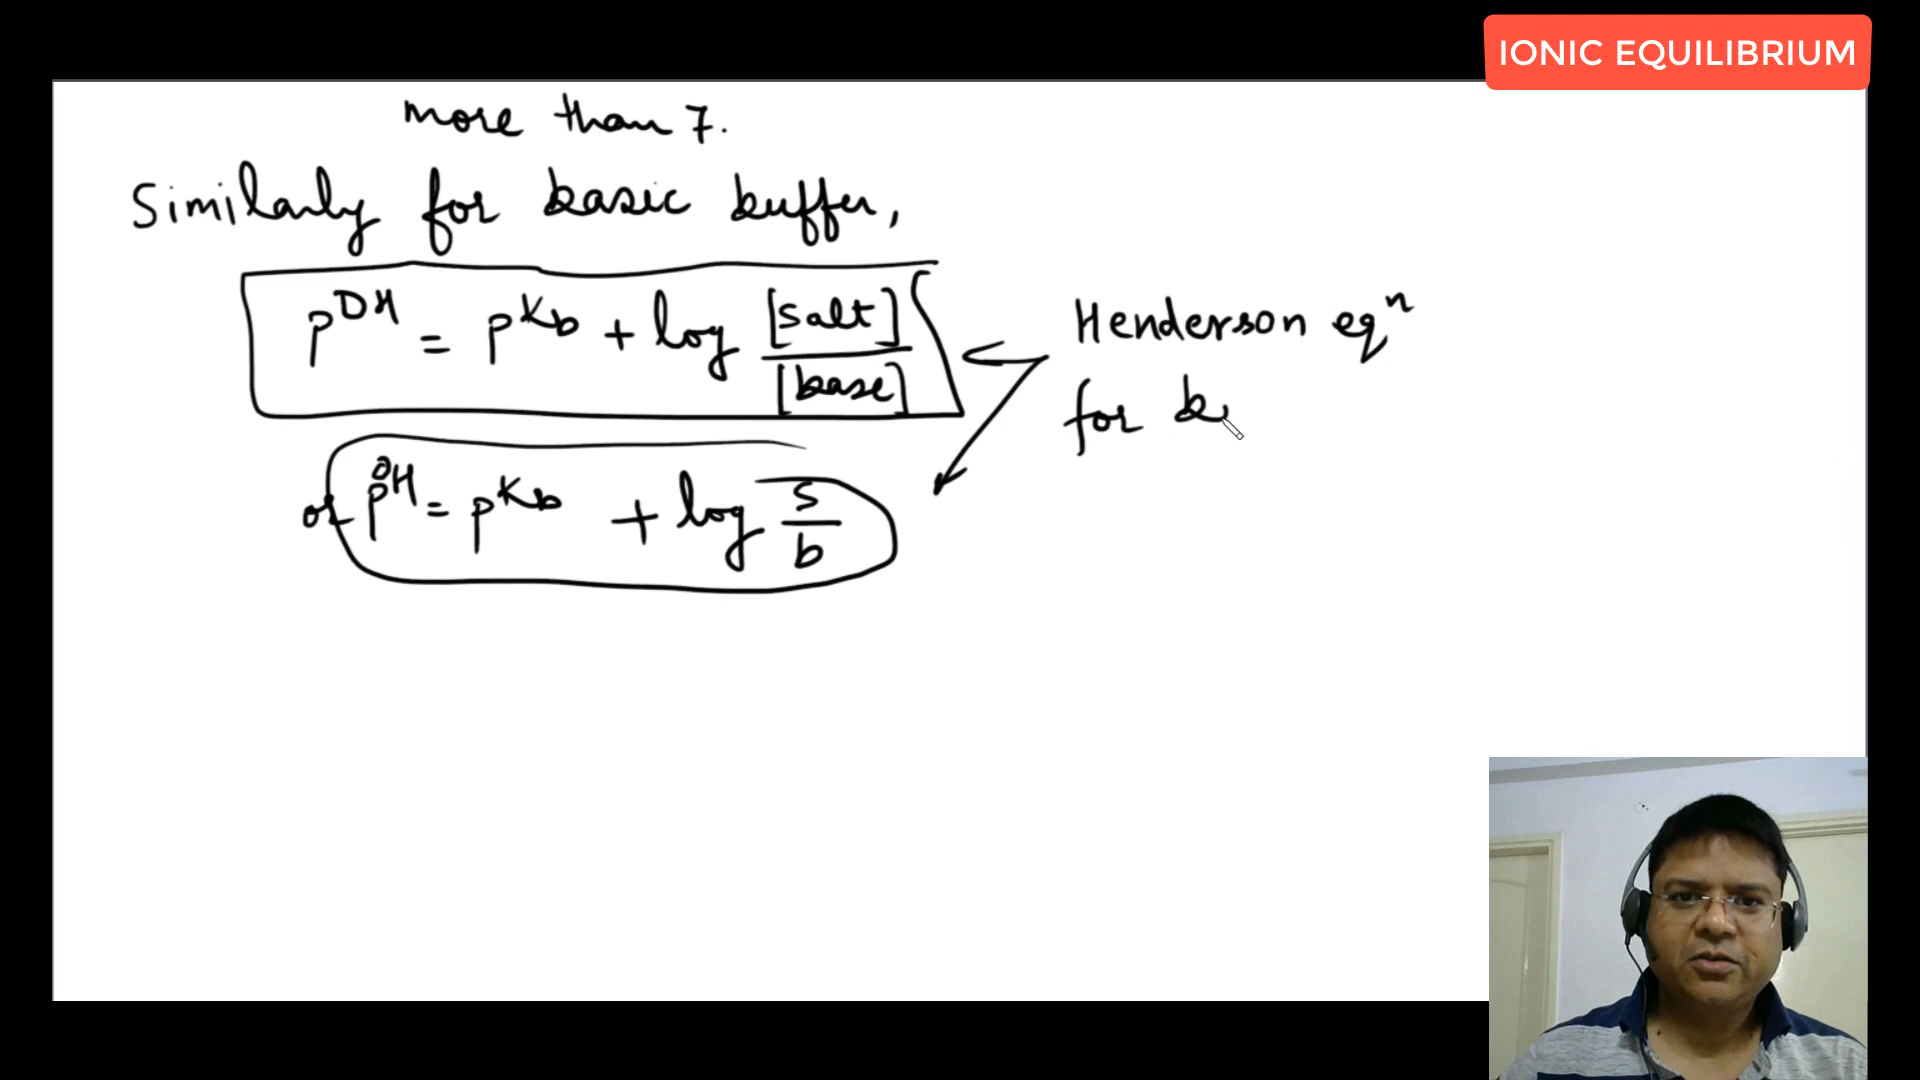 IONIC EQUILIBRIUM
more than 7.
Similarly for basic buffer,
pOH = pKb + log [salt]/[base]
Henderson eqn
for b
or pOH = pKb + log s/b